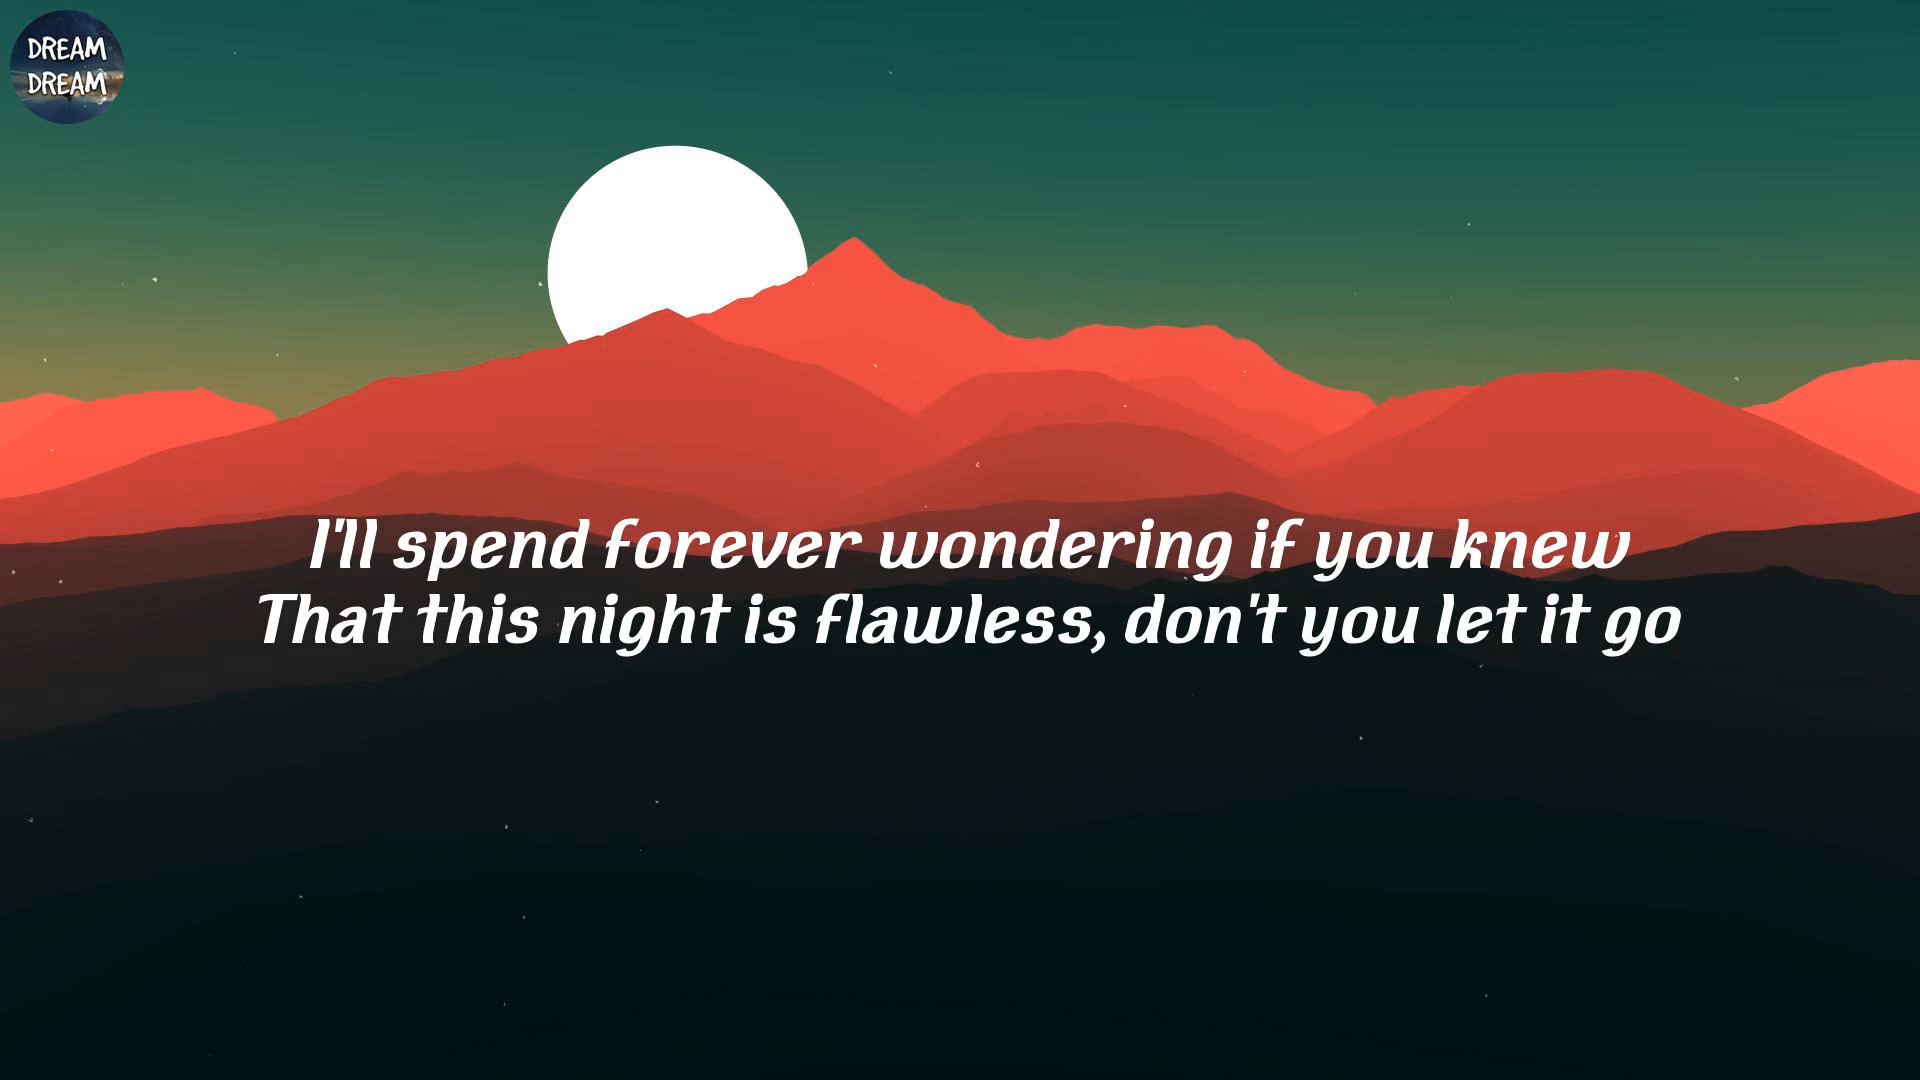 DREAM
DREAM
I'll spend forever wondering if you knew
That this night is flawless, don't you let it go